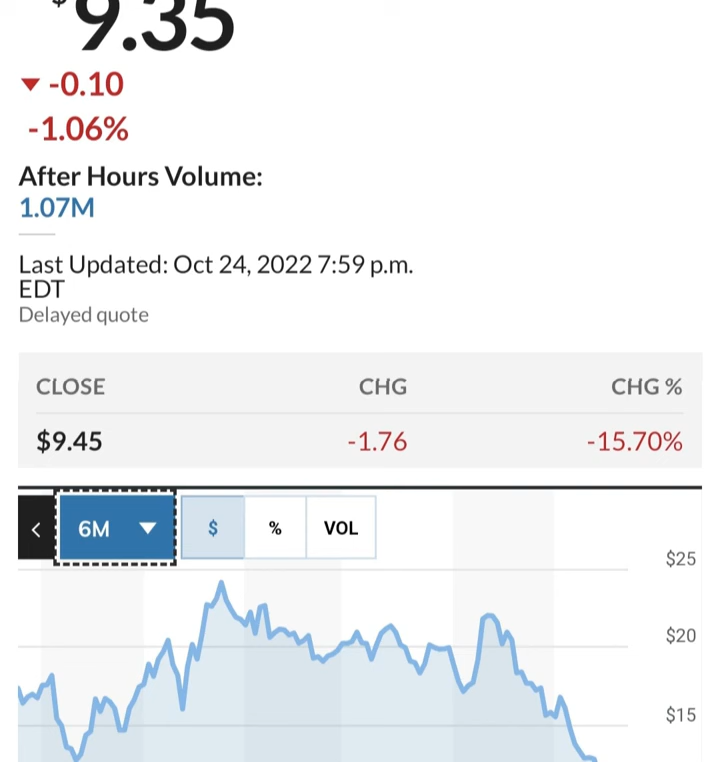 $9.35
-0.10
-1.06%
After Hours Volume:
1.07M
Last Updated: Oct 24, 2022 7:59 p.m.
EDT
Delayed quote
CLOSE CHG CHG %
$9.45 -1.76 -15.70%
6M $ % VOL
$25
$20
$15